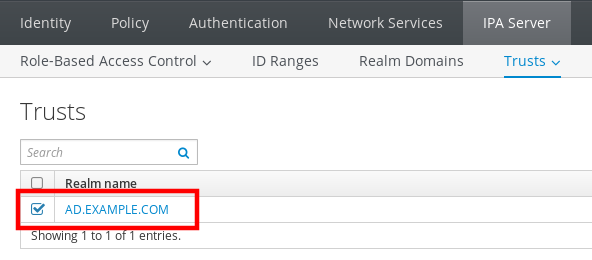 Identity Policy Authentication Network Services IPA Server
Role-Based Access Control ID Ranges Realm Domains Trusts
Trusts
Search
Realm name
AD.EXAMPLE.COM
Showing 1 to 1 of 1 entries.